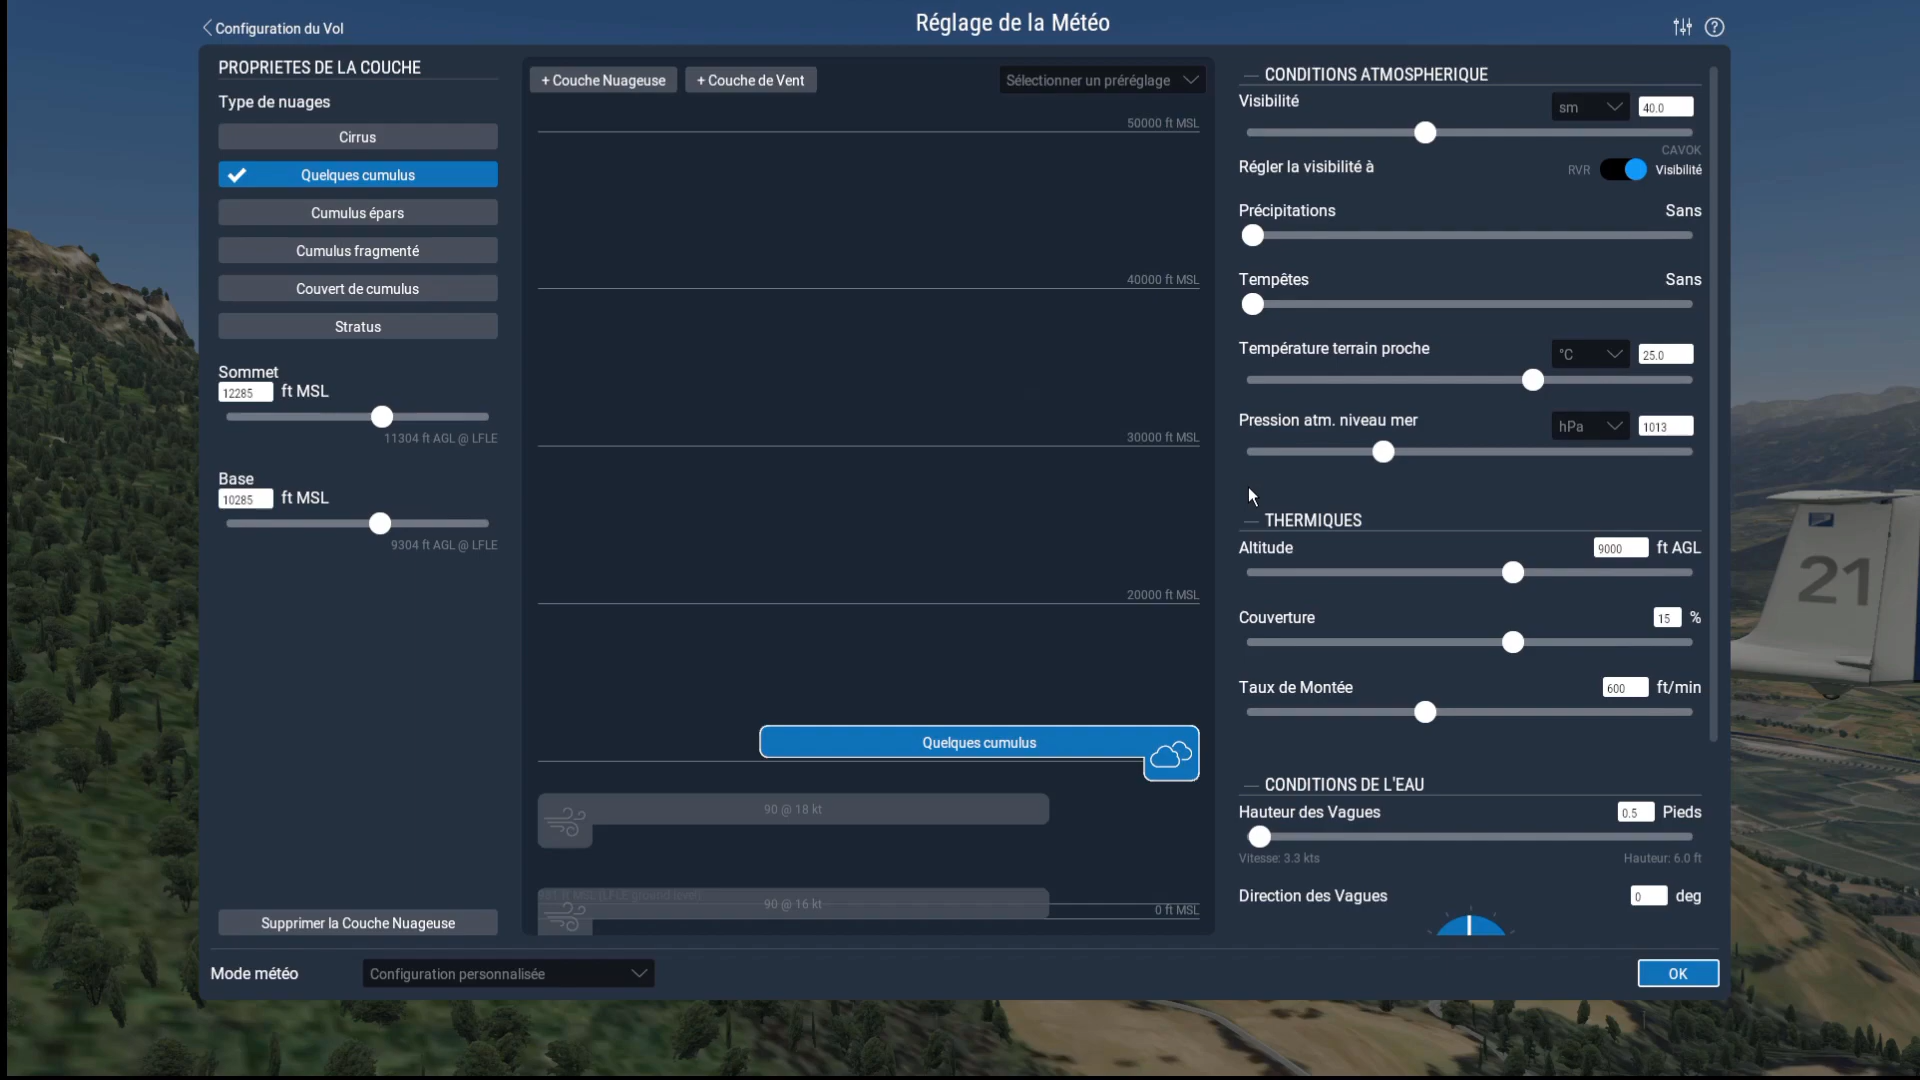 Configuration du Vol
Réglage de la Météo
PROPRIETES DE LA COUCHE
Type de nuages
Cirrus
Quelques cumulus
Cumulus épars
Cumulus fragmenté
Couvert de cumulus
Stratus
Sommet
12285 ft MSL
11304 ft AGL @ LFLE
Base
10285 ft MSL
9304 ft AGL @ LFLE
Supprimer la Couche Nuageuse
+ Couche Nuageuse
+ Couche de Vent
Sélectionner un préréglage
50000 ft MSL
40000 ft MSL
30000 ft MSL
20000 ft MSL
Quelques cumulus
90 @ 18 kt
MSL (LFLE ground level)
90 @ 16 kt
0 ft MSL
CONDITIONS ATMOSPHERIQUE
Visibilité sm 40.0
CAVOK
Régler la visibilité à RVR Visibilité
Précipitations Sans
Tempêtes Sans
Température terrain proche °C 25.0
Pression atm. niveau mer hPa 1013
THERMIQUES
Altitude 9000 ft AGL
Couverture 15 %
Taux de Montée 600 ft/min
CONDITIONS DE L'EAU
Hauteur des Vagues 0.5 Pieds
Vitesse: 3.3 kts Hauteur: 6.0 ft
Direction des Vagues 0 deg
Mode météo Configuration personnalisée
OK
21